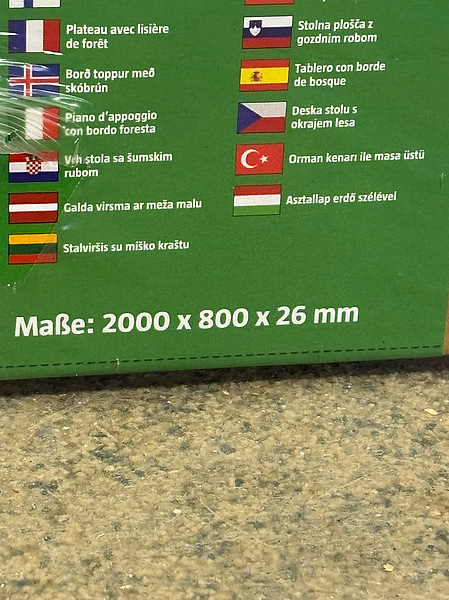 Plateau avec lisière
de forêt
Borð toppur með
skóbrún
Piano d'appoggio
con bordo foresta
Vrh stola sa šumskim
rubom
Galda virsma ar meža malu
Stalviršis su miško kraštu
Stolna plošča z
gozdnim robom
Tablero con borde
de bosque
Deska stolu s
okrajem lesa
Orman kenarı ile masa üstü
Asztallap erdő szélével
Maße: 2000 x 800 x 26 mm